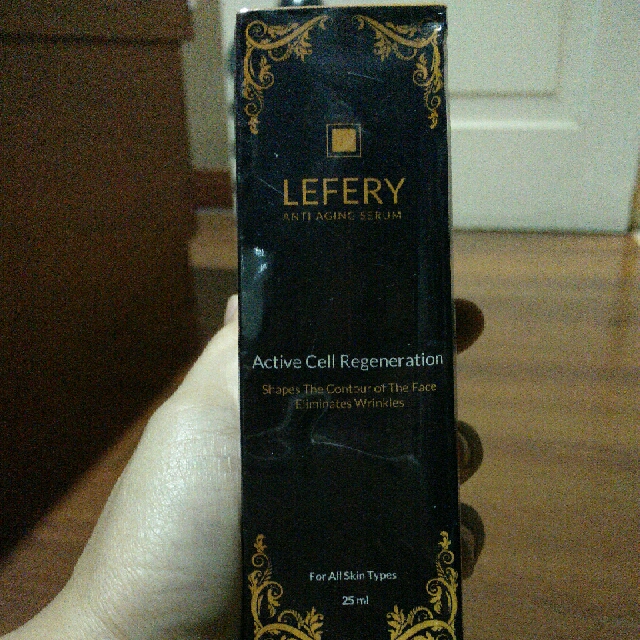 LEFERY
ANTI AGING SERUM
Active Cell Regeneration
Shapes The Contour of The Face
Eliminates Wrinkles
For All Skin Types
25 ml